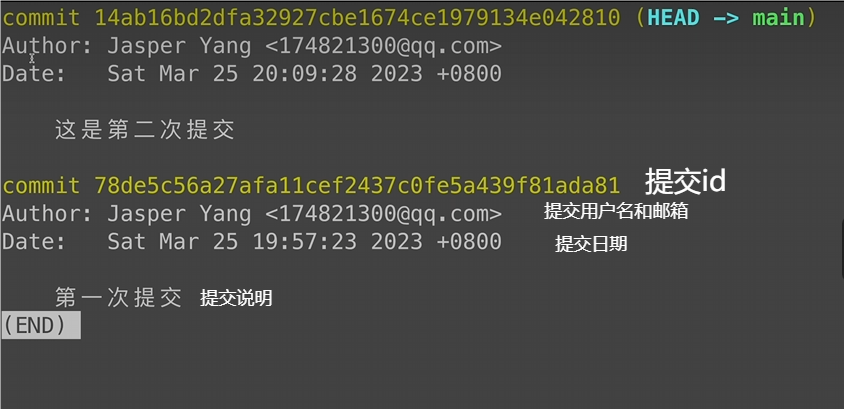 commit 14ab16bd2dfa32927cbe1674ce1979134e042810 (HEAD -> main)
Author: Jasper Yang <174821300@qq.com>
Date:   Sat Mar 25 20:09:28 2023 +0800
这是第二次提交
commit 78de5c56a27afa11cef2437c0fe5a439f81ada81 提交id
Author: Jasper Yang <174821300@qq.com> 提交用户名和邮箱
Date:   Sat Mar 25 19:57:23 2023 +0800 提交日期
第一次提交 提交说明
(END)